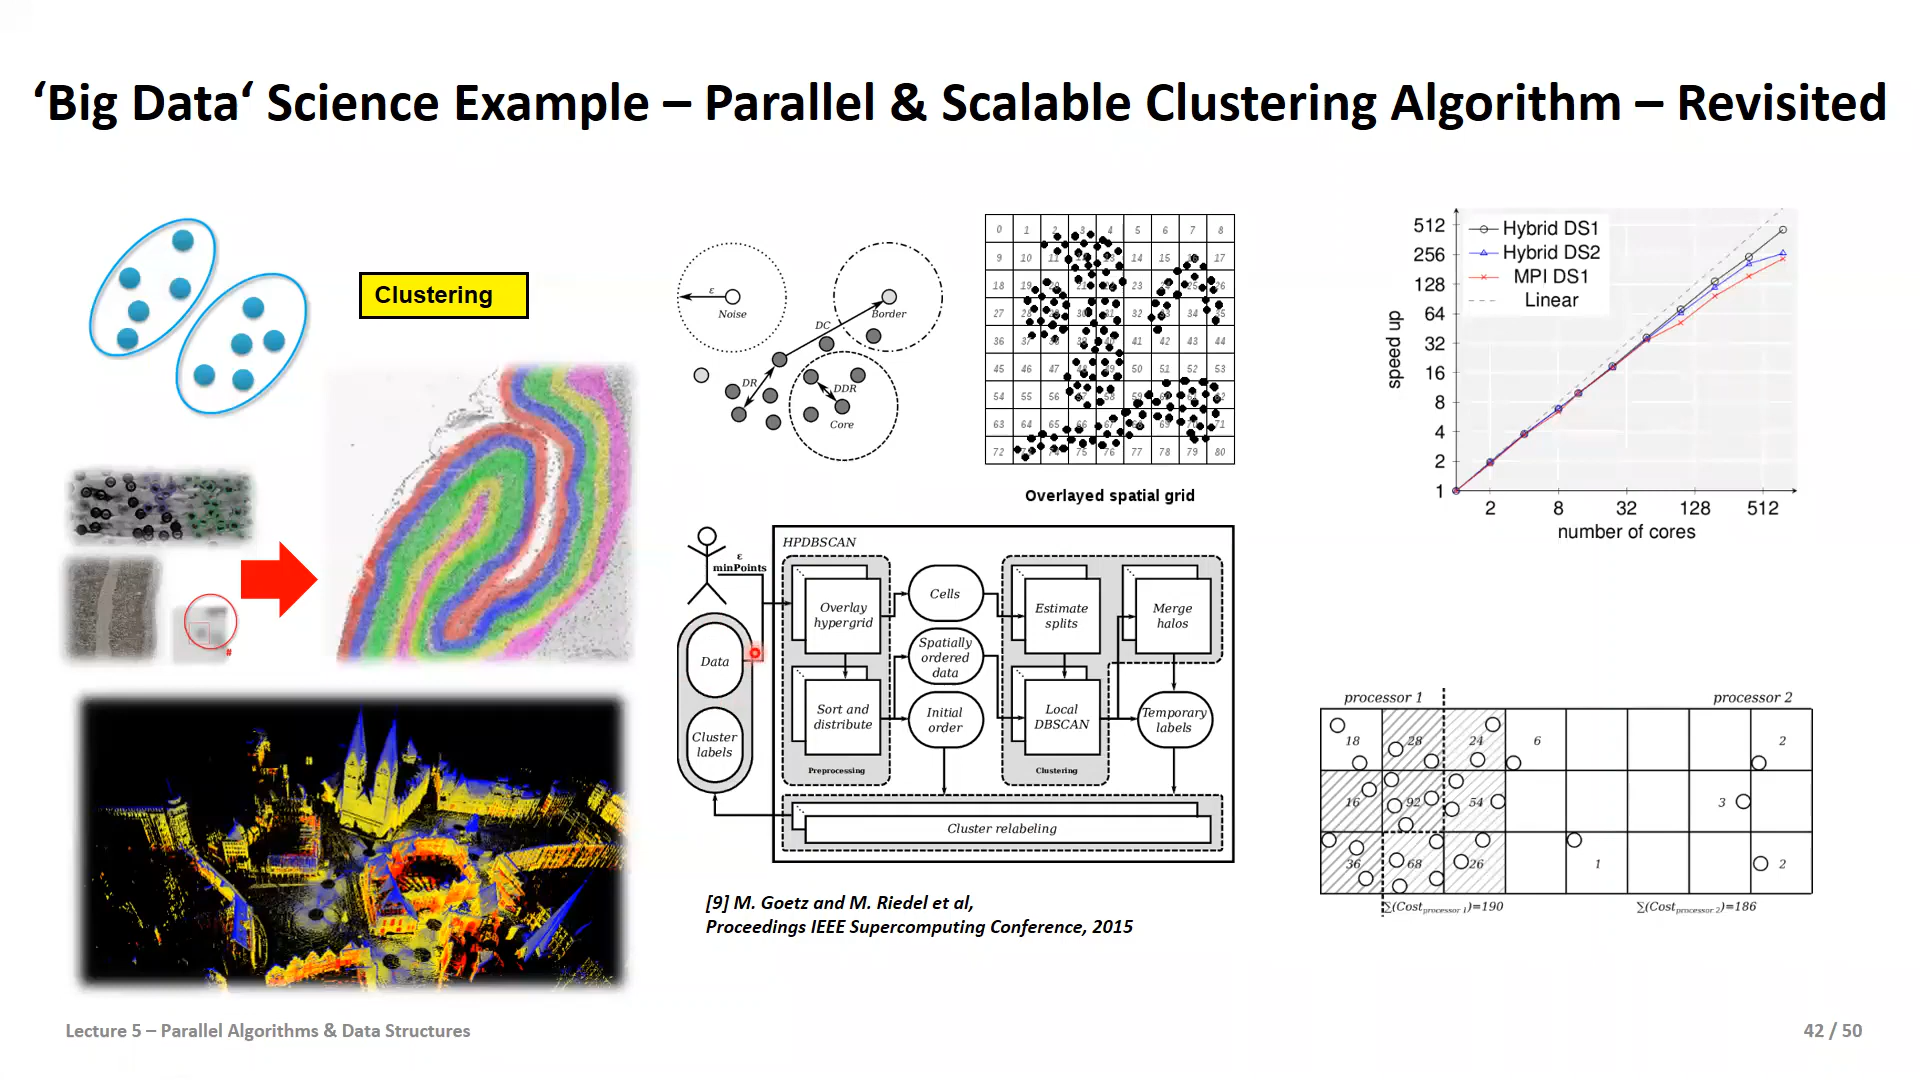 ‘Big Data‘ Science Example – Parallel & Scalable Clustering Algorithm – Revisited
Clustering
ε
Noise
Border
DC
DR
DDR
Core
0 1 2 3 4 5 6 7 8
9 10 11 13 14 15 16 17
18 19 20 21 22 23 24 25 26
27 28 29 30 31 32 33 34 35
36 37 38 39 40 41 42 43 44
45 46 47 48 49 50 51 52 53
54 55 56 57 58 59 62
63 64 65 66 67 68 69 70 71
72 73 74 75 76 77 78 79 80
Overlayed spatial grid
HPDBSCAN
ε
minPoints
Data
Cluster
labels
Overlay
hypergrid
Sort and
distribute
Preprocessing
Cells
Spatially
ordered
data
Initial
order
Estimate
splits
Local
DBSCAN
Clustering
Merge
halos
Temporary
labels
Cluster relabeling
[9] M. Goetz and M. Riedel et al,
Proceedings IEEE Supercomputing Conference, 2015
Hybrid DS1
Hybrid DS2
MPI DS1
Linear
speed up
512
256
128
64
32
16
8
4
2
1
2 8 32 128 512
number of cores
processor 1
processor 2
18 28 24 6 2
16 92 54 3
36 68 26 1 2
∑(Cost processor 1)=190
∑(Cost processor 2)=186
#
Lecture 5 – Parallel Algorithms & Data Structures
42 / 50